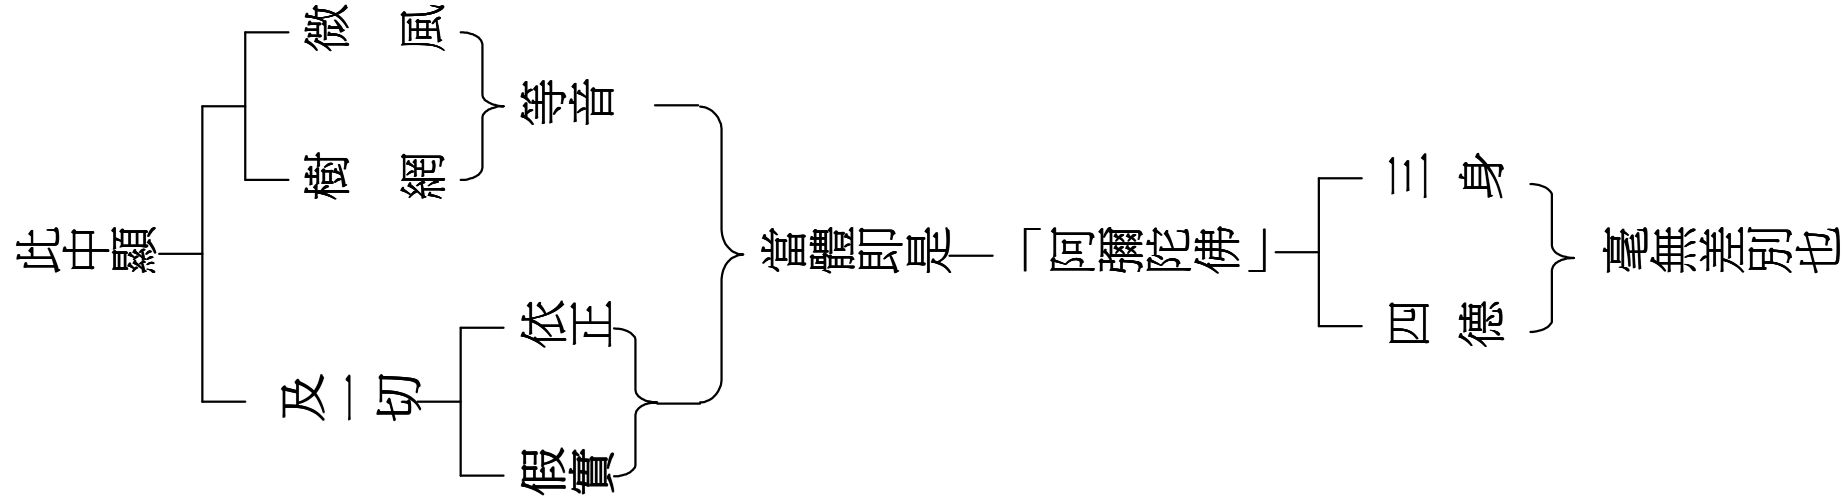 此中顯
微風
樹網
等音
及一切
依正
假實
當體即是
「阿彌陀佛」
三身
四德
毫無差別也